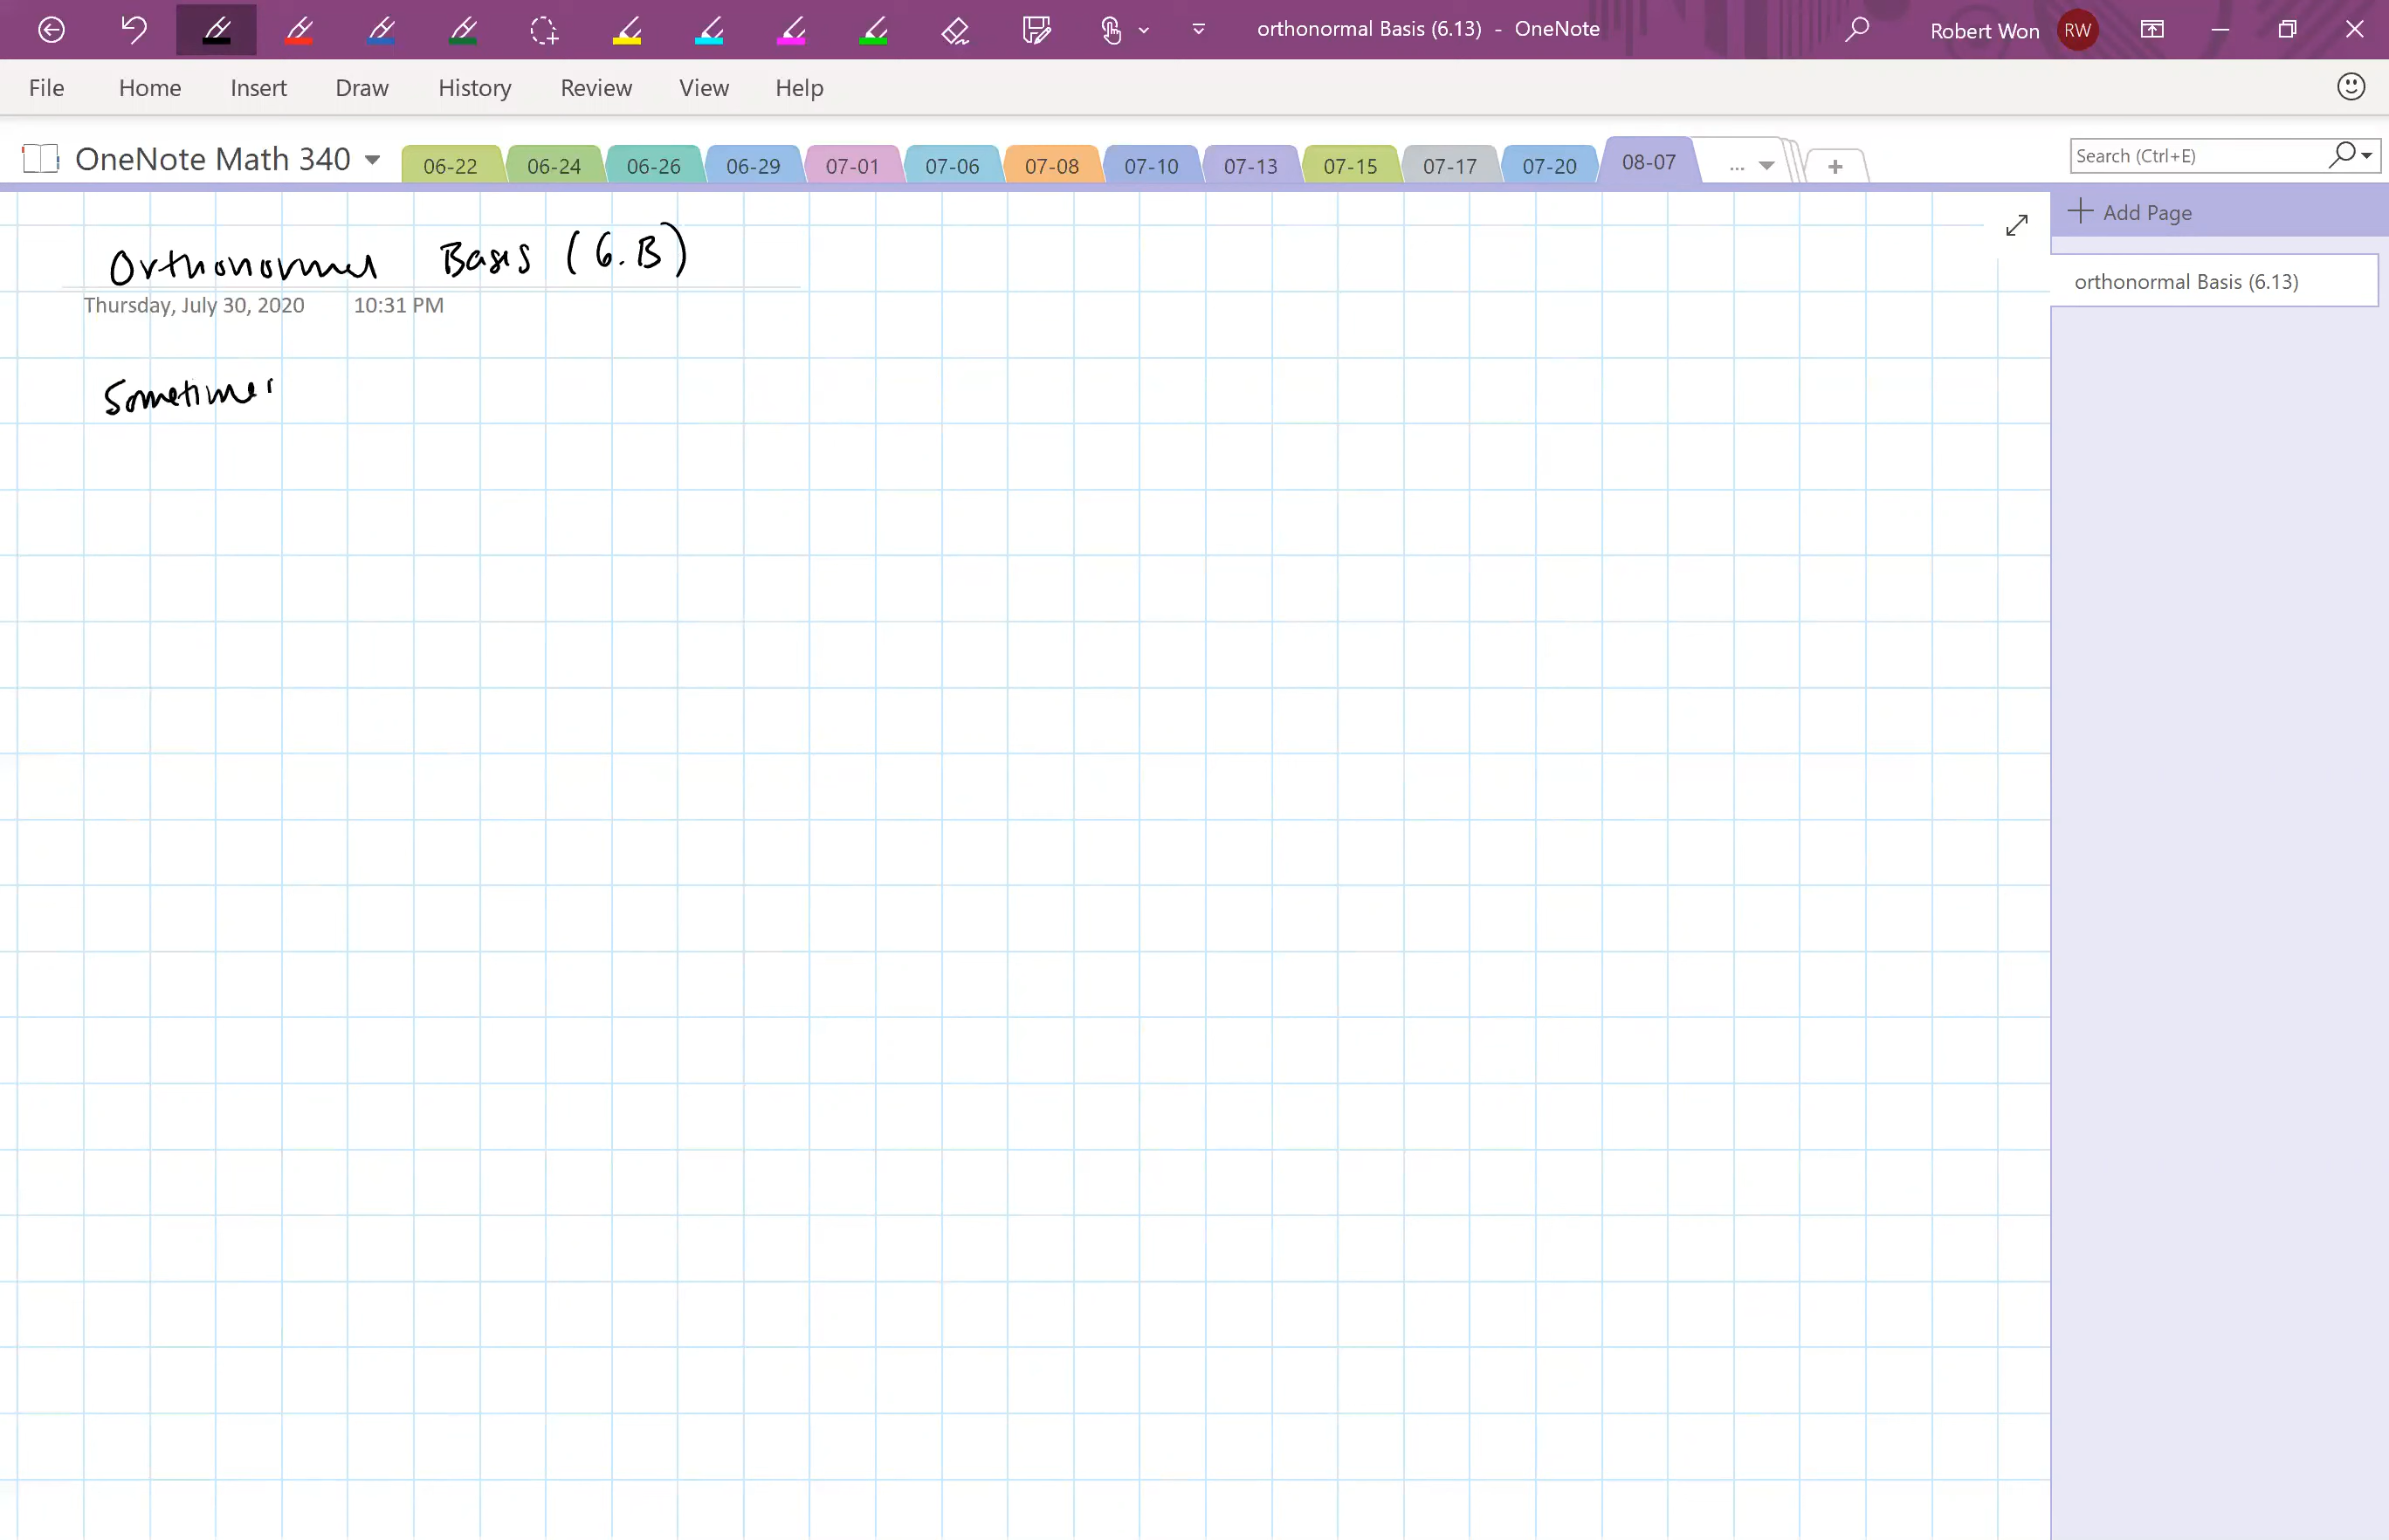 orthonormal Basis (6.13) - OneNote
Robert Won RW
File Home Insert Draw History Review View Help
OneNote Math 340 06-22 06-24 06-26 06-29 07-01 07-06 07-08 07-10 07-13 07-15 07-17 07-20 08-07 ... +
Search (Ctrl+E)
Add Page
orthonormal Basis (6.13)
Orthonormal Basis (6.B)
Thursday, July 30, 2020 10:31 PM
Sometimes